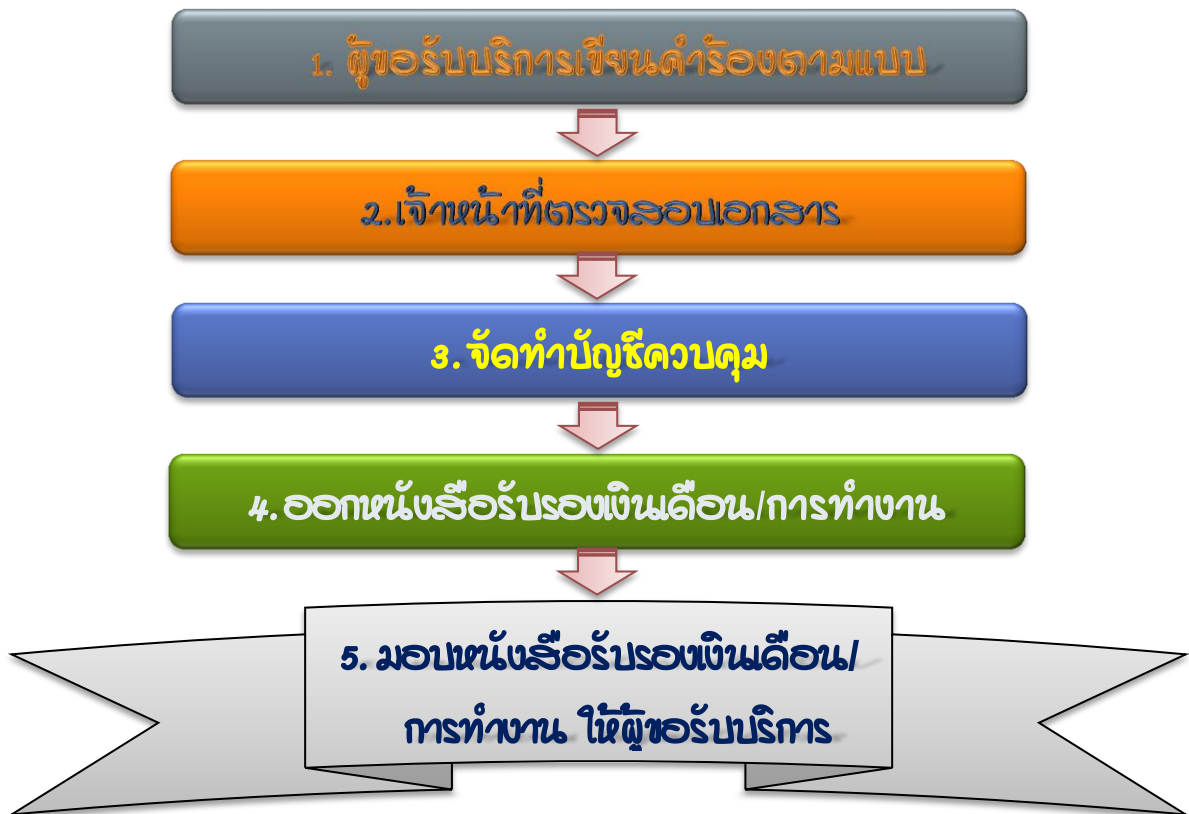 1. ผู้ขอรับบริการเขียนคำร้องตามแบบ
2.เจ้าหน้าที่ตรวจสอบเอกสาร
3. จัดทำบัญชีควบคุม
4. ออกหนังสือรับรองเงินเดือน/การทำงาน
5. มอบหนังสือรับรองเงินเดือน/
การทำงาน ให้ผู้ขอรับบริการ